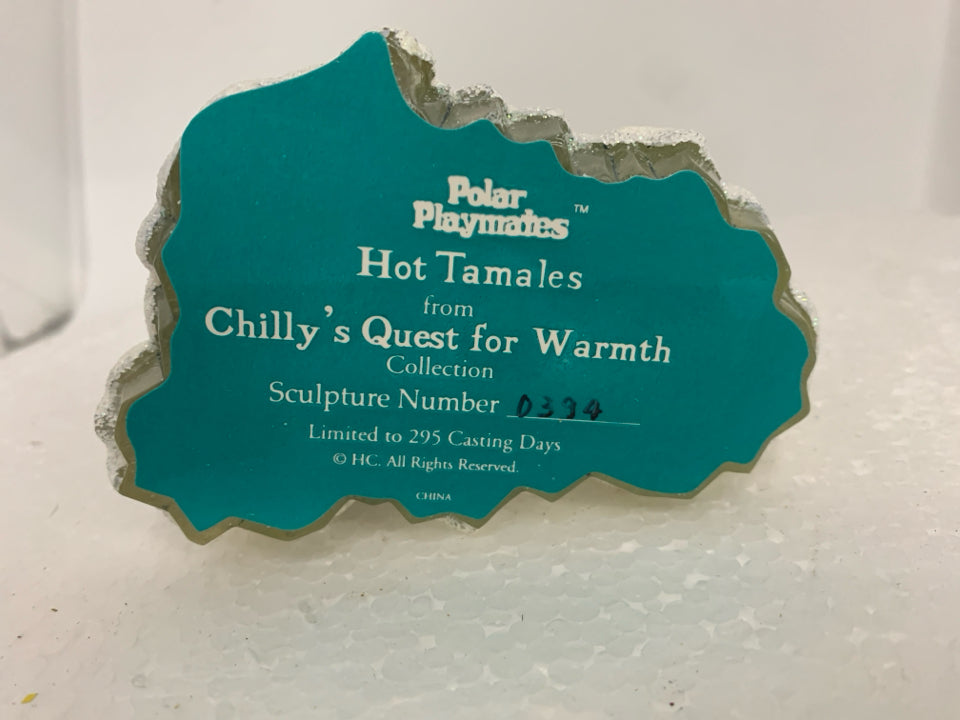 Polar
Playmates™
Hot Tamales
from
Chilly's Quest for Warmth
Collection
Sculpture Number 0394
Limited to 295 Casting Days
© HC. All Rights Reserved.
CHINA